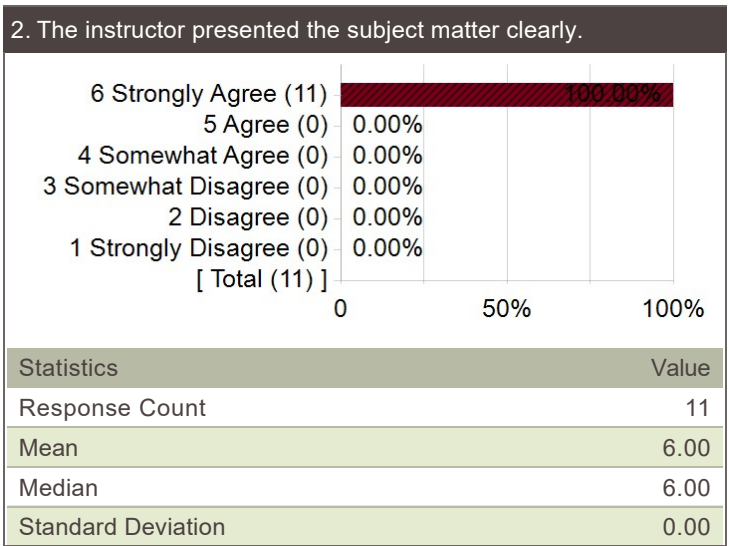 2. The instructor presented the subject matter clearly.
6 Strongly Agree (11) 100.00%
5 Agree (0) 0.00%
4 Somewhat Agree (0) 0.00%
3 Somewhat Disagree (0) 0.00%
2 Disagree (0) 0.00%
1 Strongly Disagree (0) 0.00%
[ Total (11) ]
0 50% 100%
Statistics Value
Response Count 11
Mean 6.00
Median 6.00
Standard Deviation 0.00